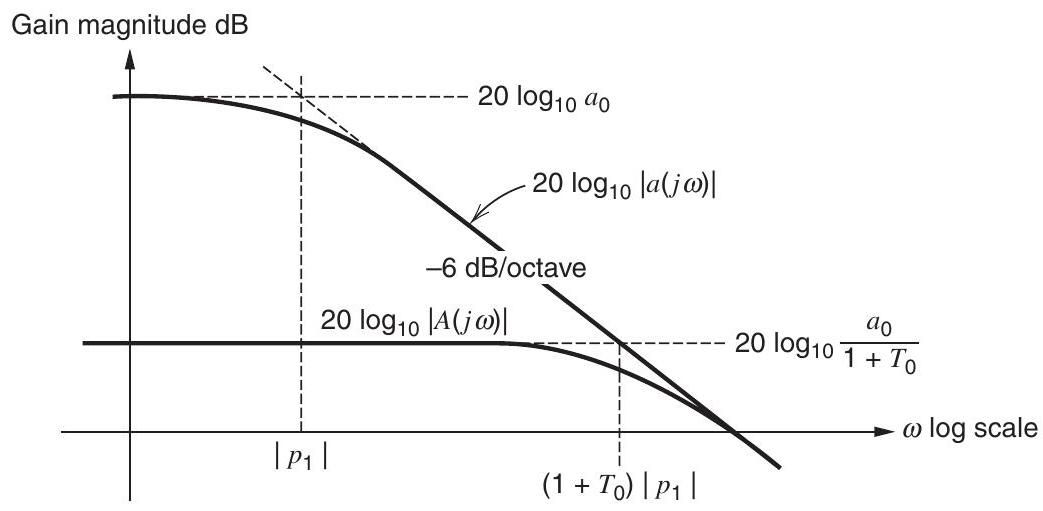 Gain magnitude dB
20 log₁₀ a₀
20 log₁₀ |a(jω)|
–6 dB/octave
20 log₁₀ |A(jω)|
20 log₁₀ a₀ / (1 + T₀)
ω log scale
| p₁ |
(1 + T₀) | p₁ |